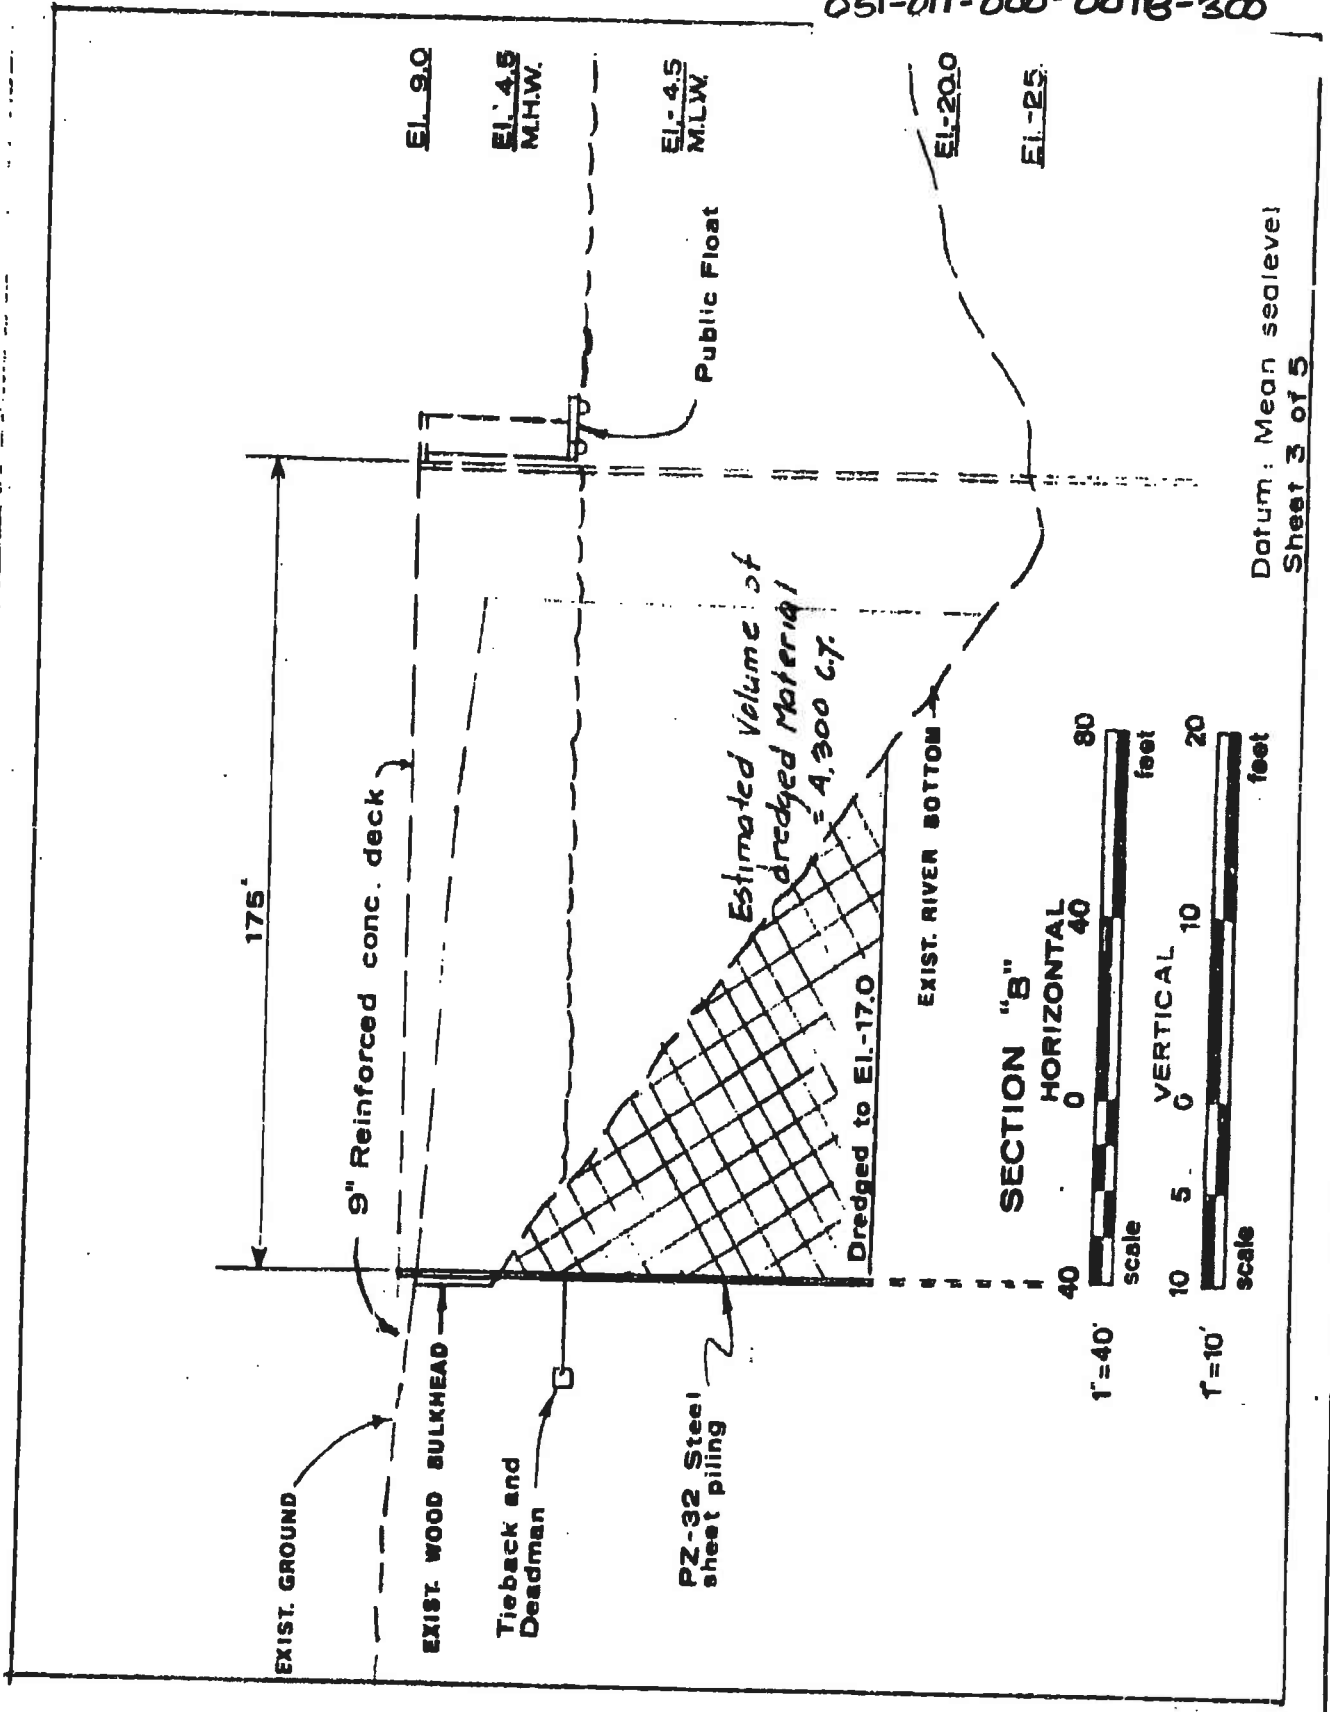 051-011-000-001B-300
El. 9.0
El. 4.5
M.H.W.
El.-4.5
M.L.W.
El.-20.0
El.-25.
175'
9" Reinforced conc. deck
Public Float
Estimated Volume of
dredged Material
= 4,300 C.Y.
EXIST. GROUND
EXIST. WOOD BULKHEAD
Tieback and
Deadman
PZ-32 Steel
sheet piling
Dredged to El.-17.0
EXIST. RIVER BOTTOM
SECTION "B"
HORIZONTAL
40 0 40 80
1"=40'
scale feet
VERTICAL
10 5 0 10 20
1"=10'
scale feet
Datum: Mean sealevel
Sheet 3 of 5